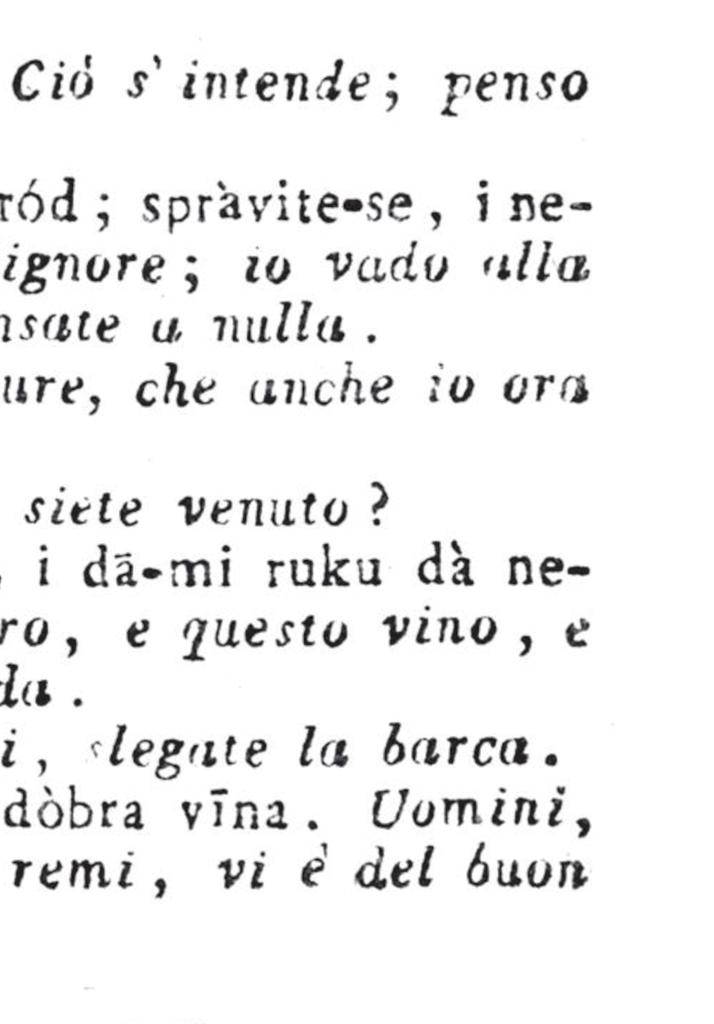 Ció s' intende; penso
ród; spràvite-se, i ne-
ignore; io vado alla
nsate a nulla.
ure, che anche io ora
siete venuto?
, i dā-mi ruku dà ne-
ro, e questo vino, e
da.
i, slegate la barca.
dòbra vīna. Uomini,
remi, vi è del buon